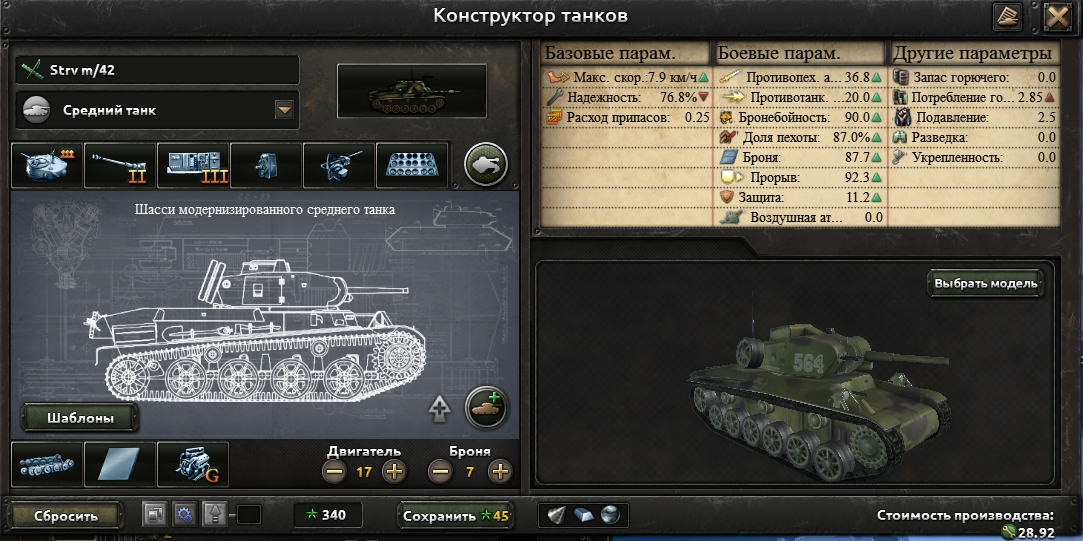 Конструктор танков
Strv m/42
Средний танк
II
III
Шасси модернизированного среднего танка
Шаблоны
G
Двигатель
17
Броня
7
Сбросить
340
Сохранить 45
Базовые парам.
Макс. скор.:7.9 км/ч
Надежность: 76.8%
Расход припасов: 0.25
Боевые парам.
Противопех. а... 36.8
Противотанк. ...20.0
Бронебойность: 90.0
Доля пехоты: 87.0%
Броня: 87.7
Прорыв: 92.3
Защита: 11.2
Воздушная ат... 0.0
Другие параметры
Запас горючего: 0.0
Потребление го... 2.85
Подавление: 2.5
Разведка: 0.0
Укрепленность: 0.0
Выбрать модель
564
Стоимость производства:
28.92